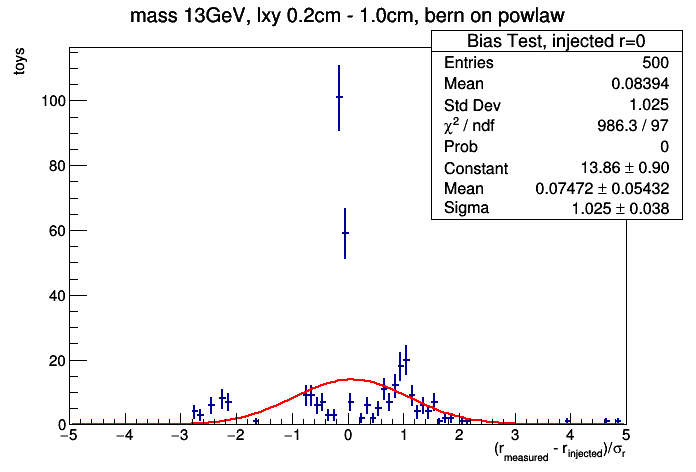 mass 13GeV, lxy 0.2cm - 1.0cm, bern on powlaw
Bias Test, injected r=0
Entries 500
Mean 0.08394
Std Dev 1.025
χ² / ndf 986.3 / 97
Prob 0
Constant 13.86 ± 0.90
Mean 0.07472 ± 0.05432
Sigma 1.025 ± 0.038
toys
100
80
60
40
20
0
−5 −4 −3 −2 −1 0 1 2 3 4 5
(r_measured - r_injected)/σ_r